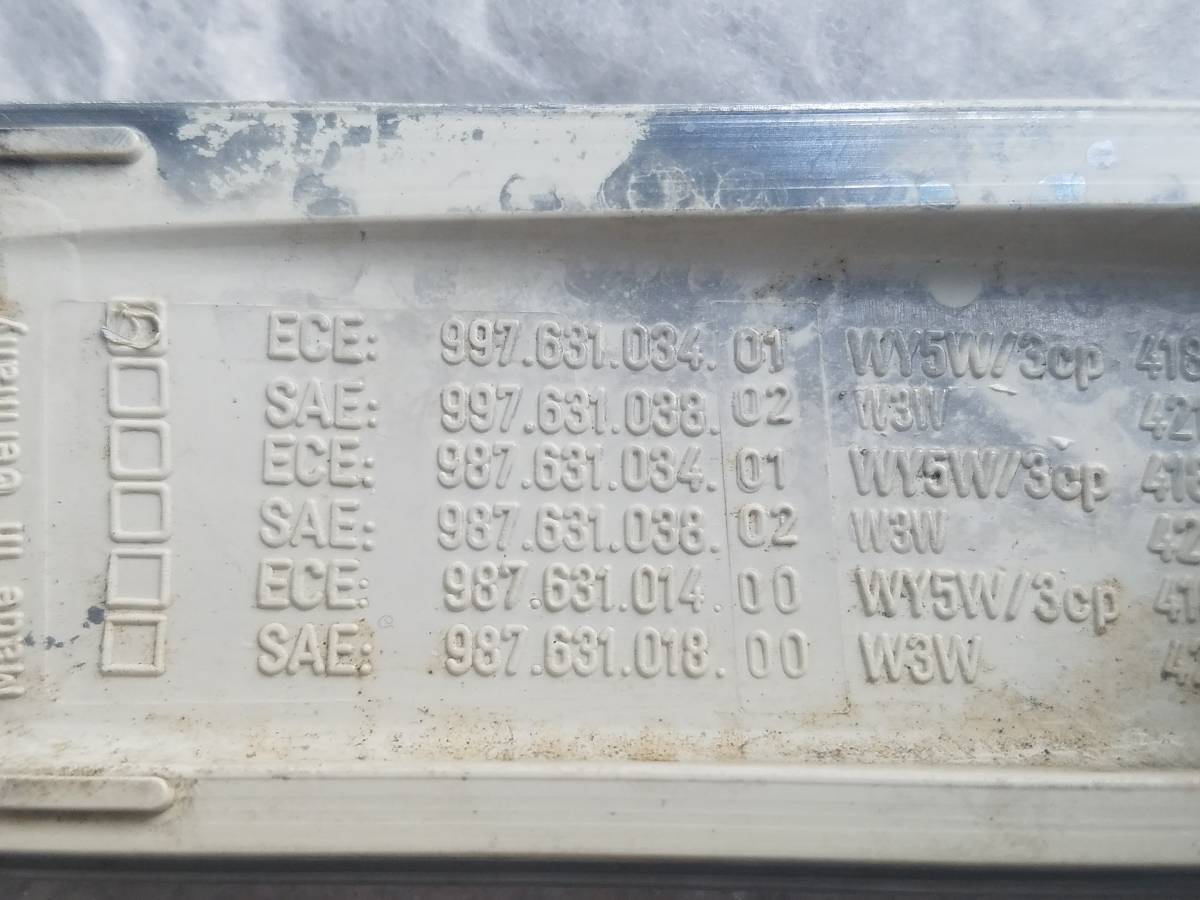 Made in Germany
ECE: 997.631.034.01 WY5W/3cp 418
SAE: 997.631.038.02 W3W
ECE: 987.631.034.01 WY5W/3cp
SAE: 987.631.038.02 W3W
ECE: 987.631.014.00 WY5W/3cp
SAE: 987.631.018.00 W3W